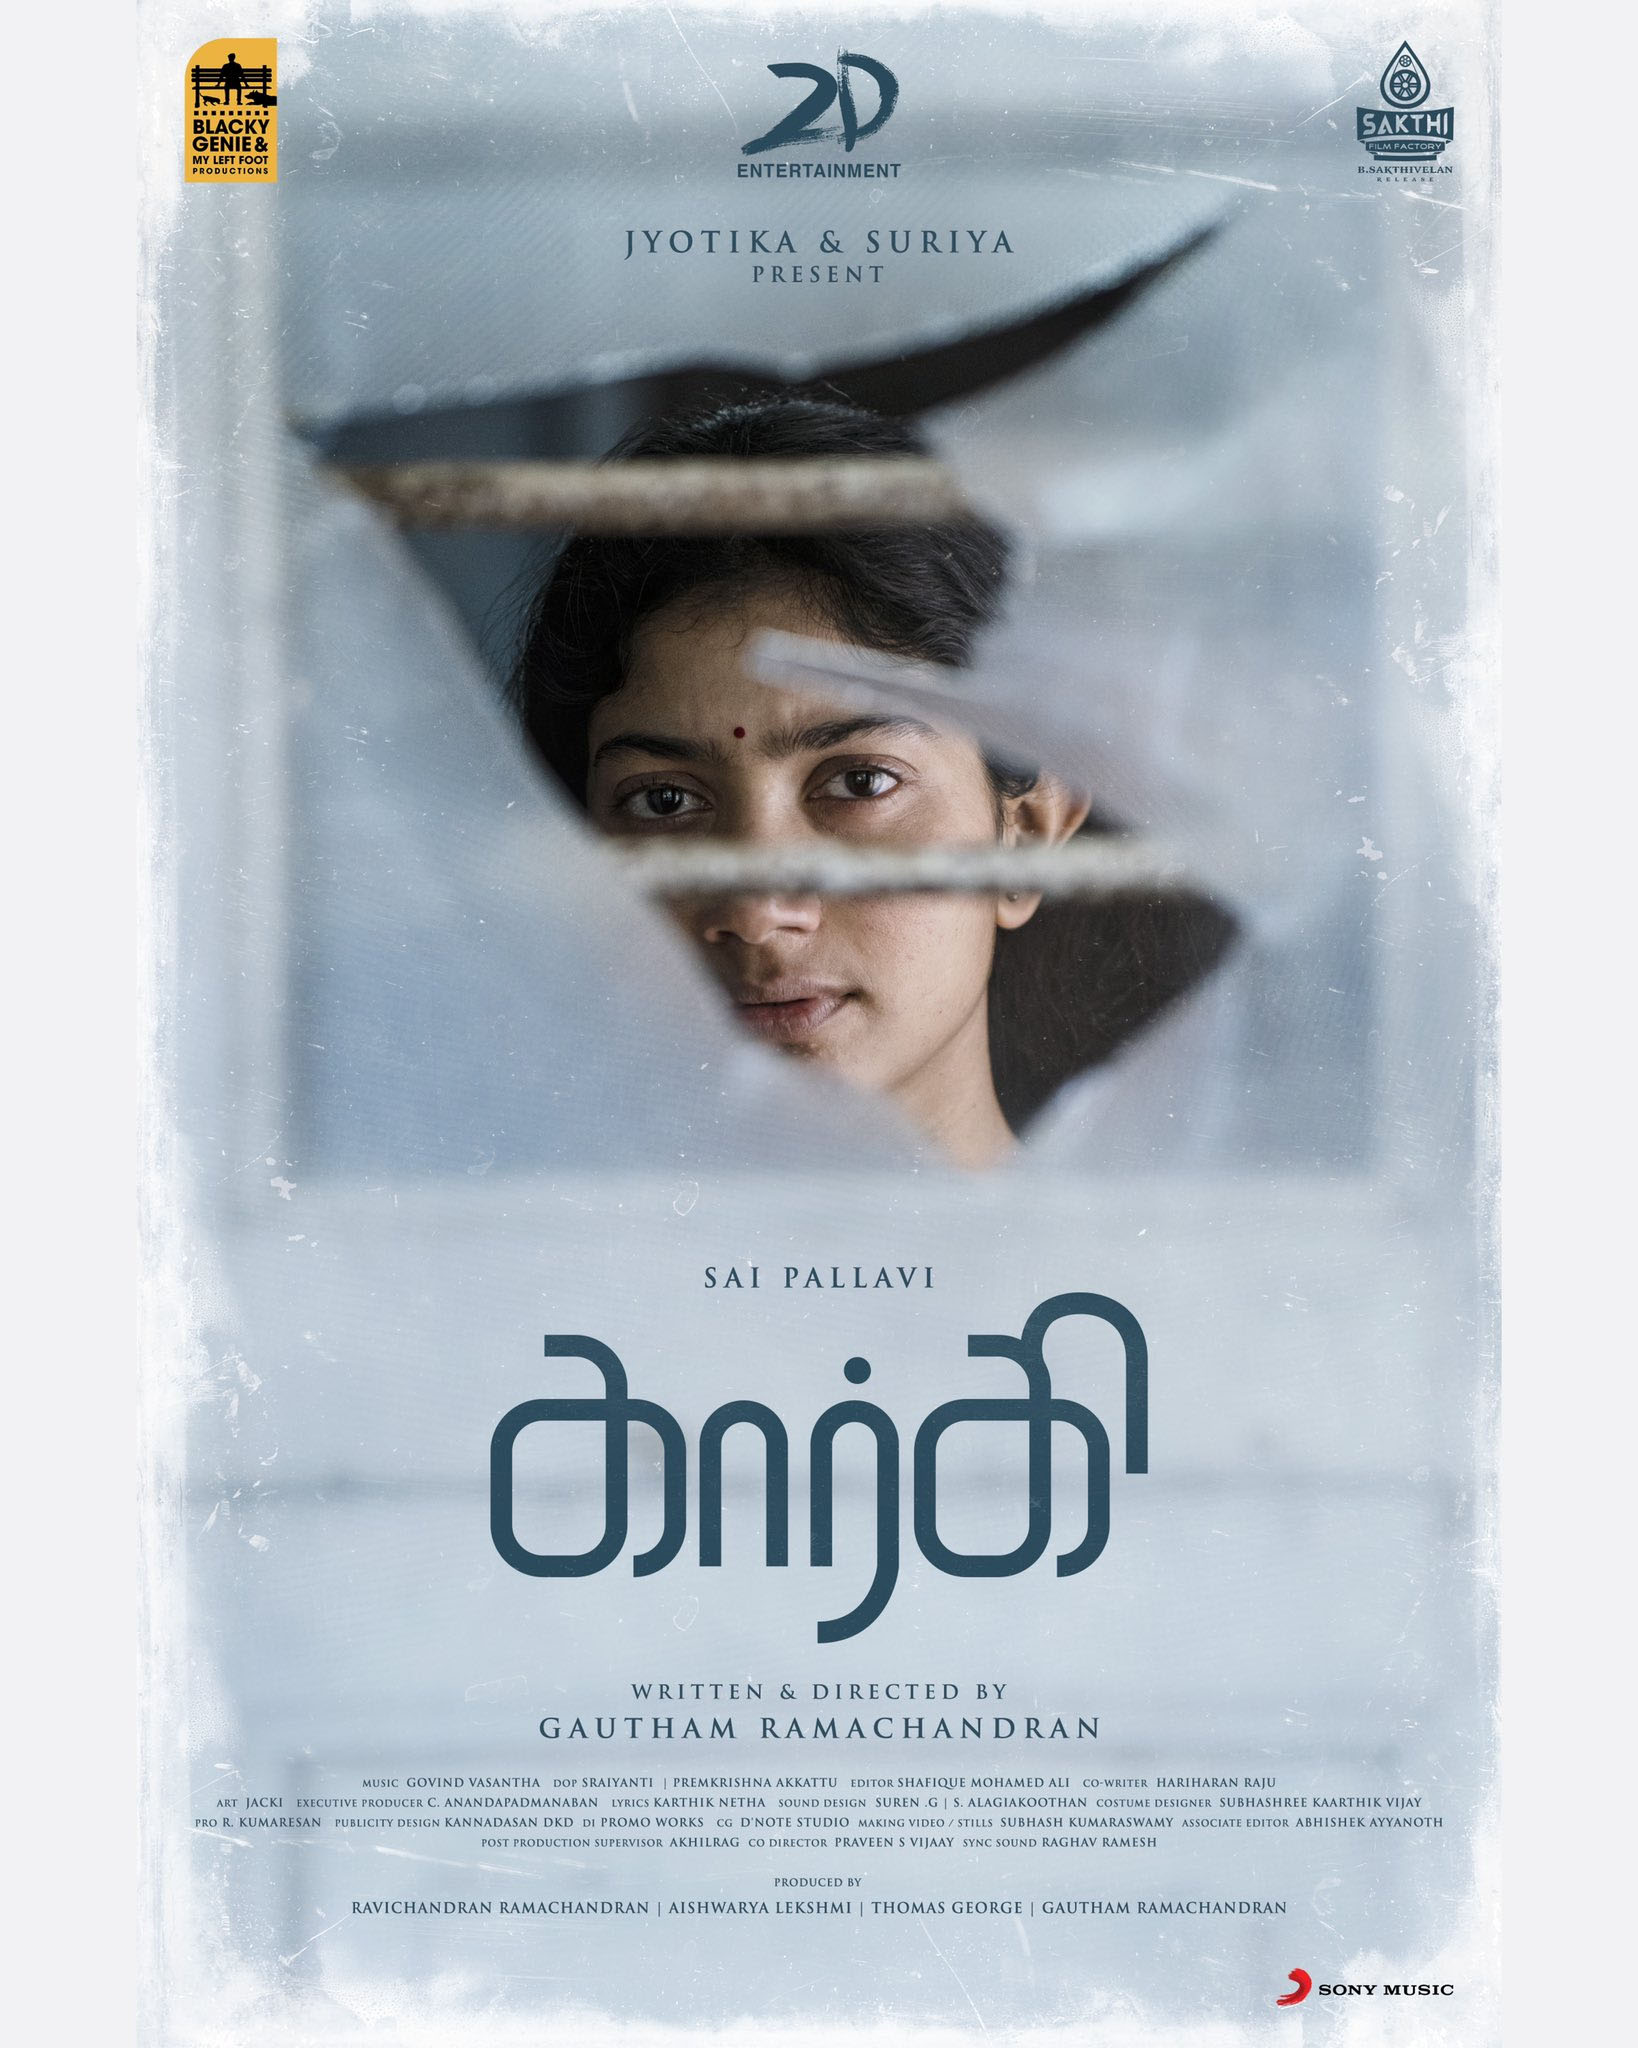 BLACKY
GENIE &
MY LEFT FOOT
PRODUCTIONS
2D
ENTERTAINMENT
SAKTHI
FILM FACTORY
B.SAKTHIVELAN
RELEASE
JYOTIKA & SURIYA
PRESENT
SAI PALLAVI
கார்கி
WRITTEN & DIRECTED BY
GAUTHAM RAMACHANDRAN
MUSIC GOVIND VASANTHA DOP SRAIYANTI | PREMKRISHNA AKKATTU EDITOR SHAFIQUE MOHAMED ALI CO-WRITER HARIHARAN RAJU
ART JACKI EXECUTIVE PRODUCER C. ANANDAPADMANABAN LYRICS KARTHIK NETHA SOUND DESIGN SUREN .G | S. ALAGIAKOOTHAN COSTUME DESIGNER SUBHASHREE KAARTHIK VIJAY
PRO R. KUMARESAN PUBLICITY DESIGN KANNADASAN DKD DI PROMO WORKS CG D'NOTE STUDIO MAKING VIDEO / STILLS SUBHASH KUMARASWAMY ASSOCIATE EDITOR ABHISHEK AYYANOTH
POST PRODUCTION SUPERVISOR AKHILRAG CO DIRECTOR PRAVEEN S VIJAAY SYNC SOUND RAGHAV RAMESH
PRODUCED BY
RAVICHANDRAN RAMACHANDRAN | AISHWARYA LEKSHMI | THOMAS GEORGE | GAUTHAM RAMACHANDRAN
SONY MUSIC